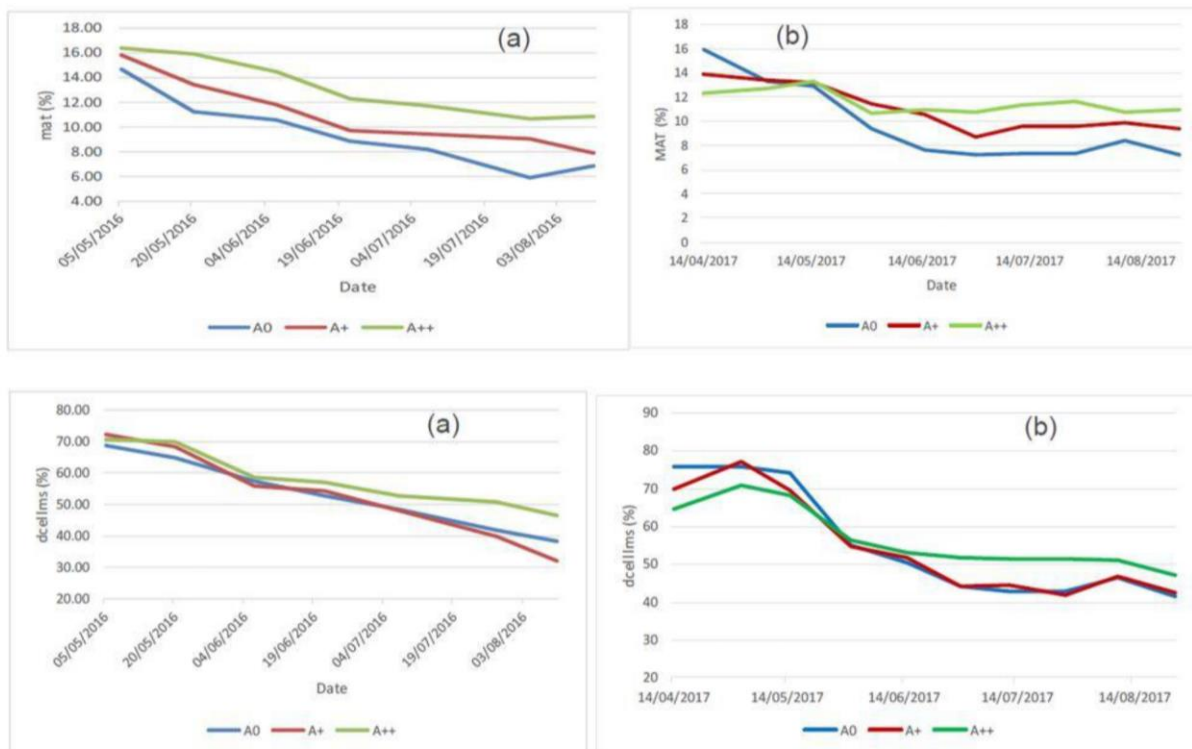 (a)
mat (%)
18.00
16.00
14.00
12.00
10.00
8.00
6.00
4.00
05/05/2016
20/05/2016
04/06/2016
19/06/2016
04/07/2016
19/07/2016
03/08/2016
Date
A0 A+ A++
(b)
MAT (%)
18
16
14
12
10
8
6
4
2
0
14/04/2017 14/05/2017 14/06/2017 14/07/2017 14/08/2017
Date
A0 A+ A++
(a)
dcellms (%)
80.00
70.00
60.00
50.00
40.00
30.00
20.00
05/05/2016
20/05/2016
04/06/2016
19/06/2016
04/07/2016
19/07/2016
03/08/2016
Date
A0 A+ A++
(b)
dcelllms (%)
90
80
70
60
50
40
30
20
14/04/2017 14/05/2017 14/06/2017 14/07/2017 14/08/2017
A0 A+ A++